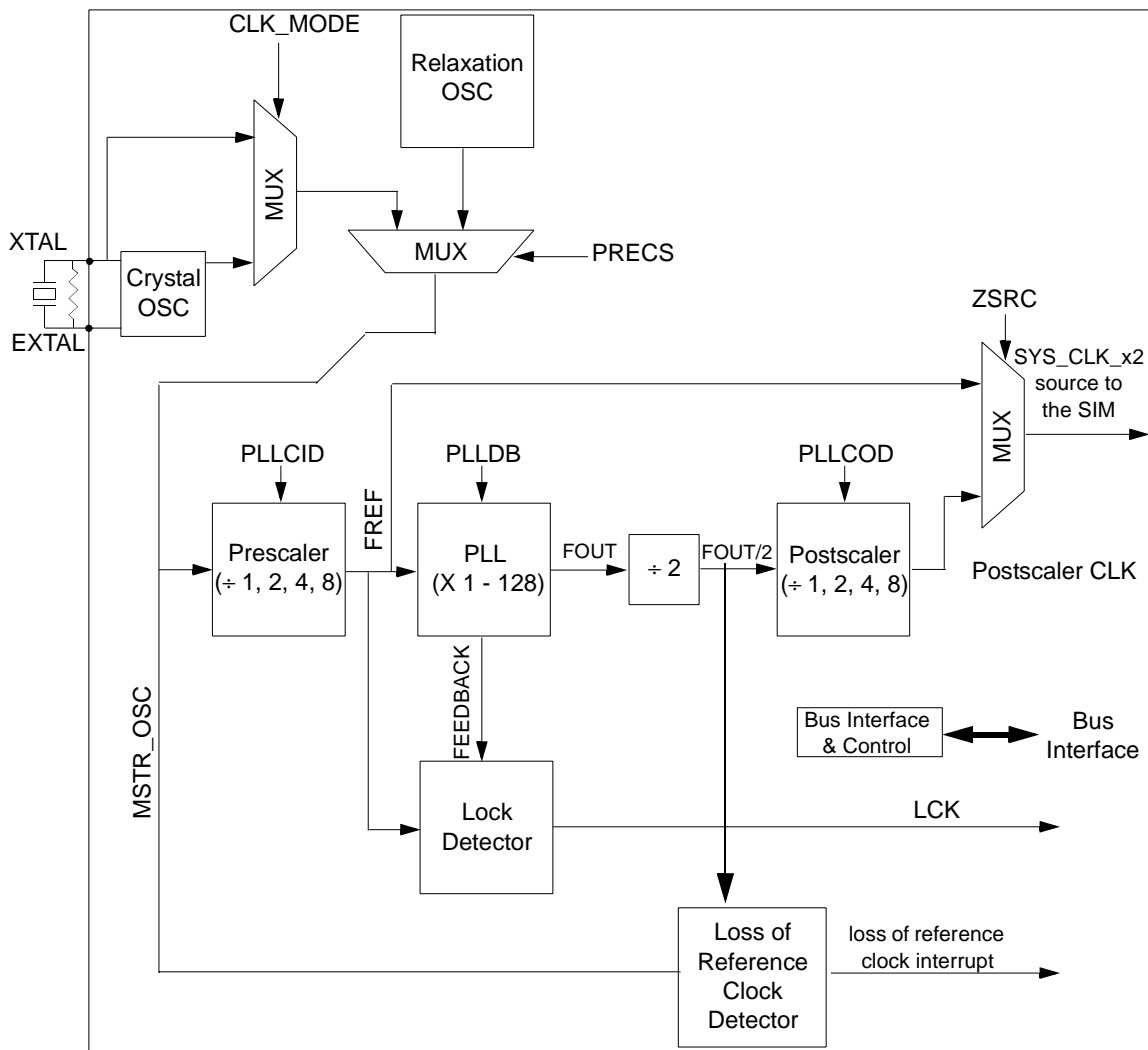 CLK_MODE
Relaxation
OSC
MUX
XTAL
MUX
PRECS
Crystal
OSC
EXTAL
ZSRC
SYS_CLK_x2
source to
the SIM
MUX
PLLCID
PLLDB
PLLCOD
FREF
Prescaler
(÷ 1, 2, 4, 8)
PLL
(X 1 - 128)
FOUT
÷ 2
FOUT/2
Postscaler
(÷ 1, 2, 4, 8)
Postscaler CLK
MSTR_OSC
FEEDBACK
Bus Interface
& Control
Bus
Interface
Lock
Detector
LCK
Loss of
Reference
Clock
Detector
loss of reference
clock interrupt